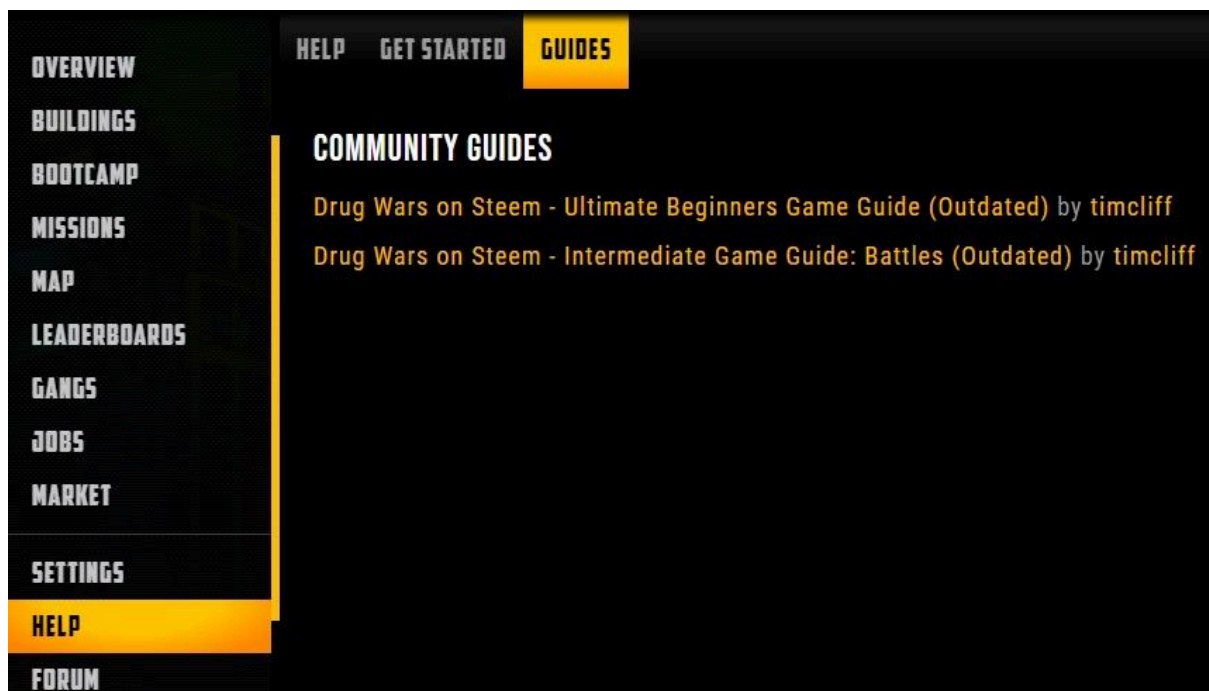 OVERVIEW
BUILDINGS
BOOTCAMP
MISSIONS
MAP
LEADERBOARDS
GANGS
JOBS
MARKET
SETTINGS
HELP
FORUM
HELP GET STARTED GUIDES
COMMUNITY GUIDES
Drug Wars on Steem - Ultimate Beginners Game Guide (Outdated) by timcliff
Drug Wars on Steem - Intermediate Game Guide: Battles (Outdated) by timcliff